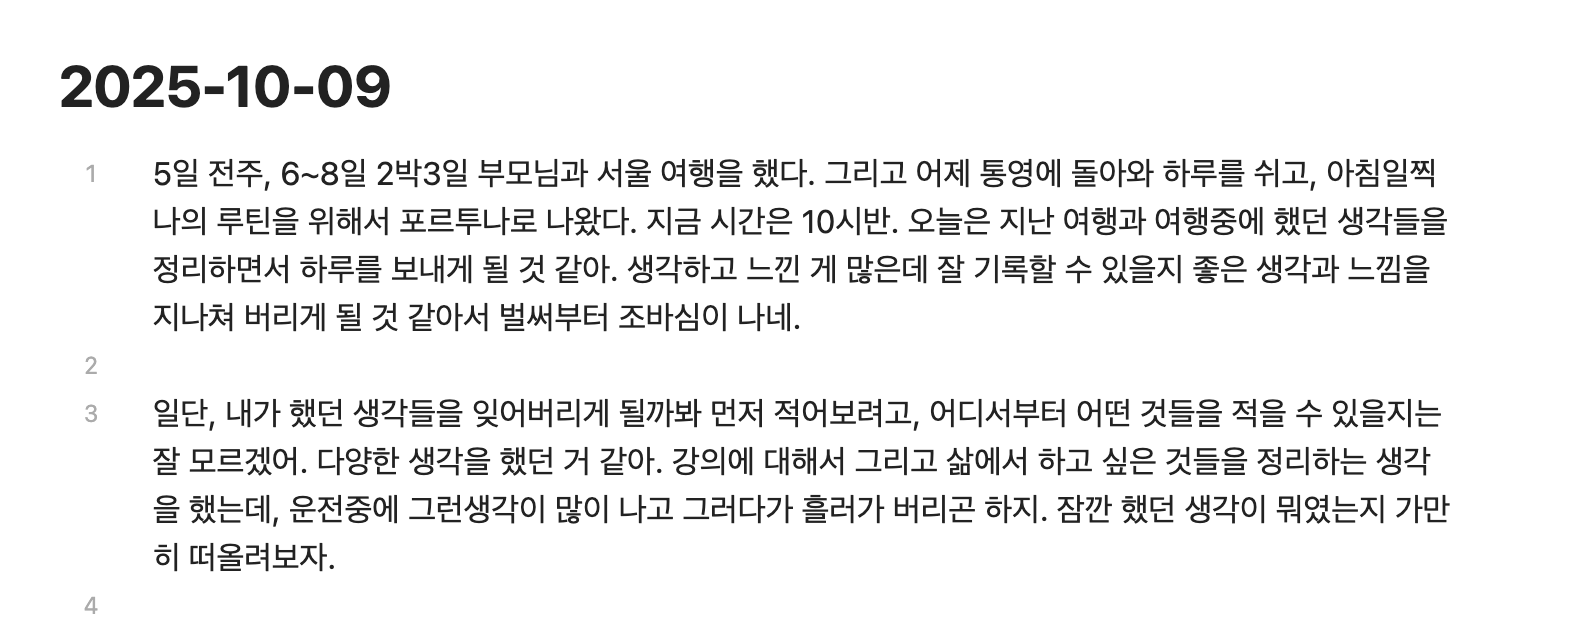 2025-10-09
1 5일 전주, 6~8일 2박3일 부모님과 서울 여행을 했다. 그리고 어제 통영에 돌아와 하루를 쉬고, 아침일찍
나의 루틴을 위해서 포르투나로 나왔다. 지금 시간은 10시반. 오늘은 지난 여행과 여행중에 했던 생각들을
정리하면서 하루를 보내게 될 것 같아. 생각하고 느낀 게 많은데 잘 기록할 수 있을지 좋은 생각과 느낌을
지나쳐 버리게 될 것 같아서 벌써부터 조바심이 나네.
2
3 일단, 내가 했던 생각들을 잊어버리게 될까봐 먼저 적어보려고, 어디서부터 어떤 것들을 적을 수 있을지는
잘 모르겠어. 다양한 생각을 했던 거 같아. 강의에 대해서 그리고 삶에서 하고 싶은 것들을 정리하는 생각
을 했는데, 운전중에 그런생각이 많이 나고 그러다가 흘러가 버리곤 하지. 잠깐 했던 생각이 뭐였는지 가만
히 떠올려보자.
4